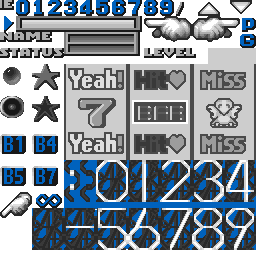 0123456789/
P
G
NAME
STATUS LEVEL
Yeah! Hit♥ Miss
7
Yeah! Hit♥ Miss
B1 B4
B5 B7
:01234
∞
-56789